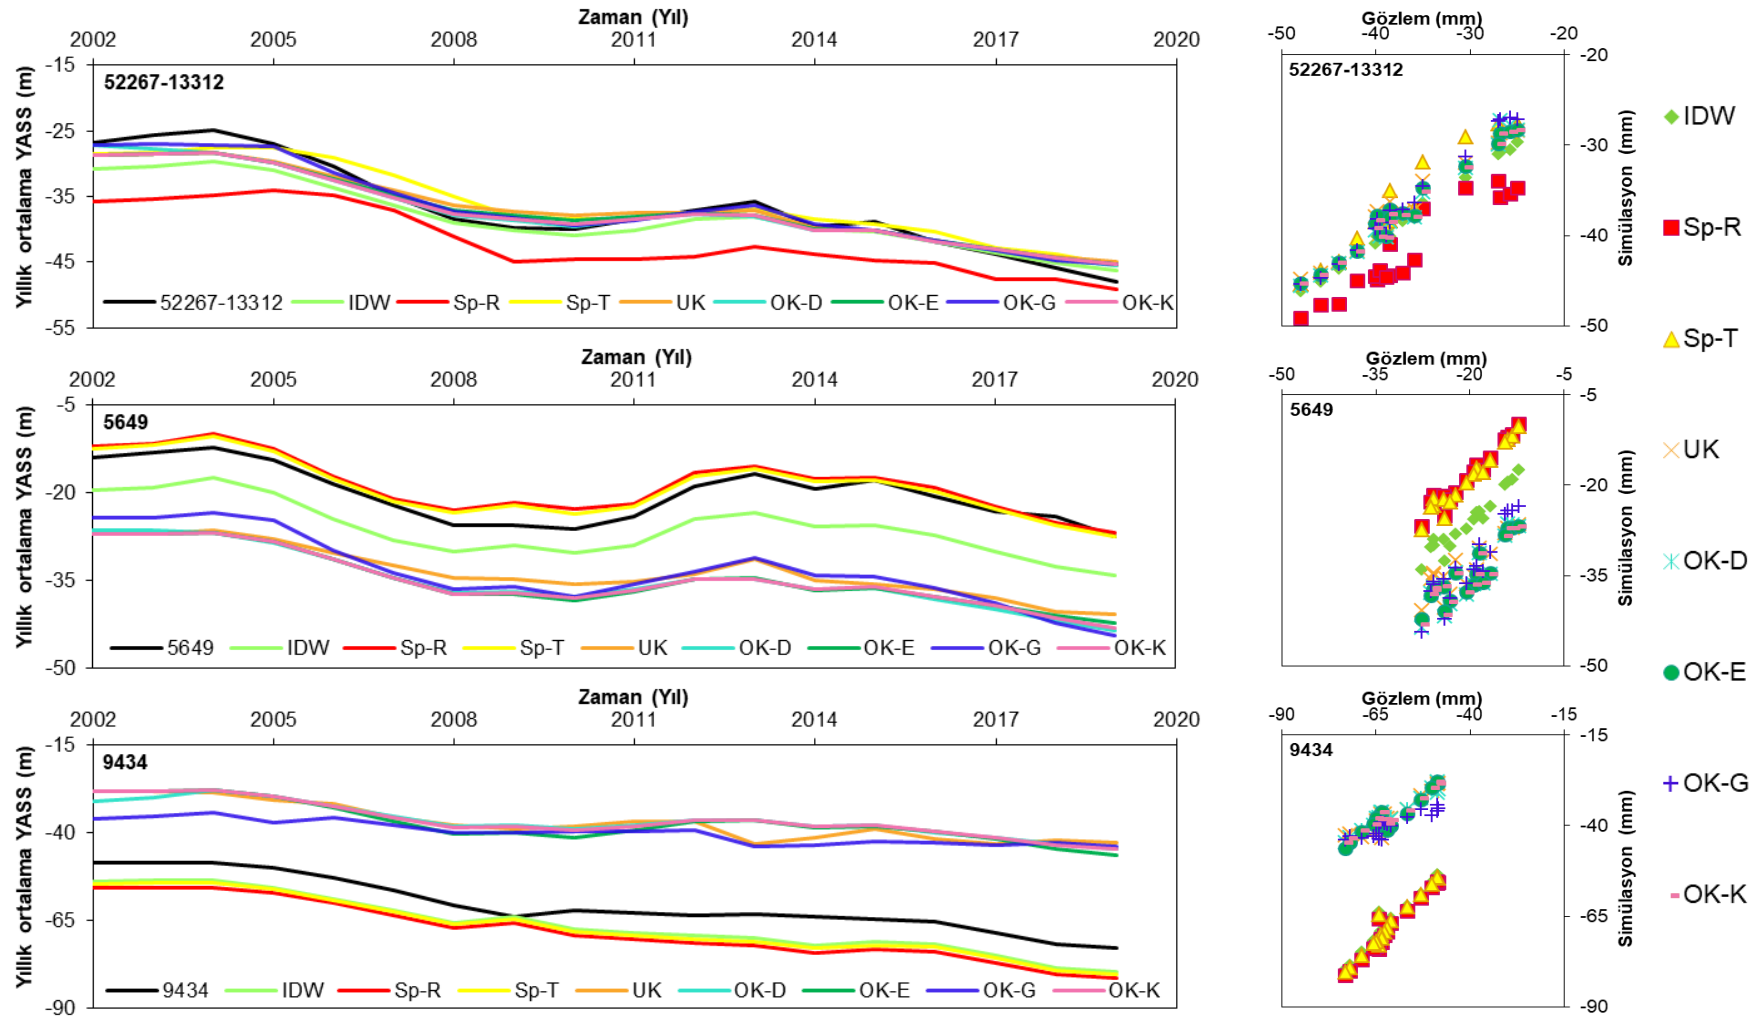 Zaman (Yıl)
2002 2005 2008 2011 2014 2017 2020
Yıllık ortalama YASS (m)
-15
-25
-35
-45
-55
52267-13312
52267-13312 IDW Sp-R Sp-T UK OK-D OK-E OK-G OK-K
Gözlem (mm)
-50 -40 -30 -20
52267-13312
-20
-30
-40
-50
Simülasyon (mm)
Zaman (Yıl)
2002 2005 2008 2011 2014 2017 2020
Yıllık ortalama YASS (m)
-5
-20
-35
-50
5649
5649 IDW Sp-R Sp-T UK OK-D OK-E OK-G OK-K
Gözlem (mm)
-50 -35 -20 -5
5649
-5
-20
-35
-50
Simülasyon (mm)
Zaman (Yıl)
2002 2005 2008 2011 2014 2017 2020
Yıllık ortalama YASS (m)
-15
-40
-65
-90
9434
9434 IDW Sp-R Sp-T UK OK-D OK-E OK-G OK-K
Gözlem (mm)
-90 -65 -40 -15
9434
-15
-40
-65
-90
Simülasyon (mm)
IDW
Sp-R
Sp-T
UK
OK-D
OK-E
OK-G
OK-K